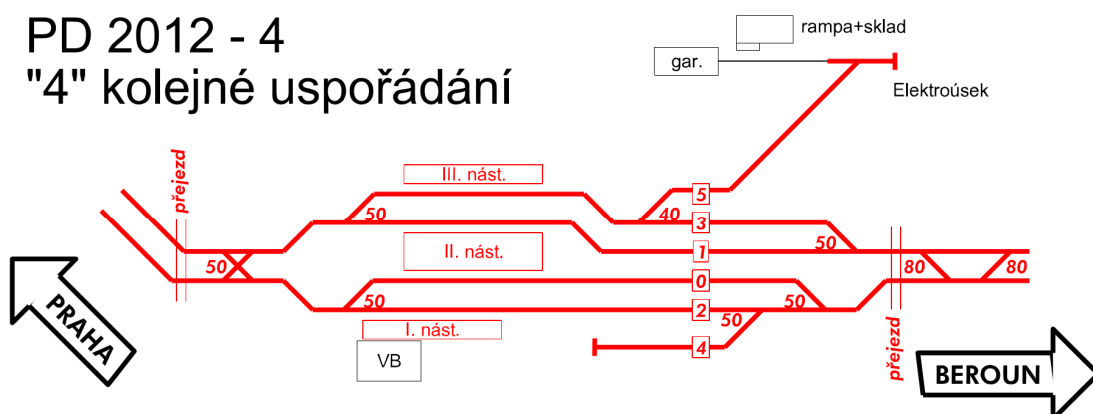 PD 2012 - 4
"4" kolejné uspořádání
rampa+sklad
gar.
Elektroúsek
přejezd
III. nást.
5
50
40
3
II. nást.
1
50
50
80
80
0
50
50
2
50
I. nást.
4
VB
přejezd
PRAHA
BEROUN